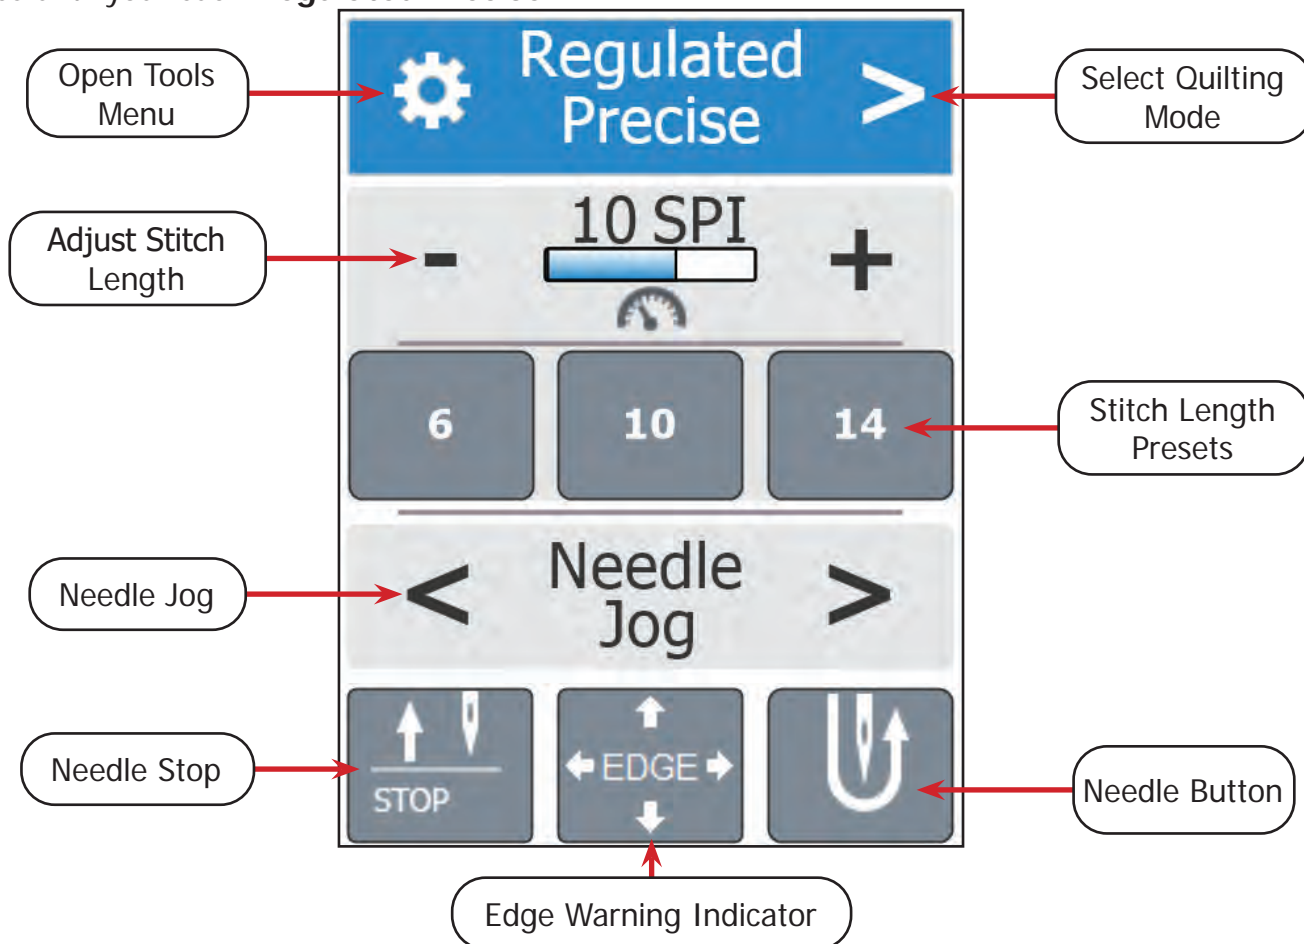 Regulated
Precise
>
Open Tools
Menu
Select Quilting
Mode
10 SPI
- +
Adjust Stitch
Length
6 10 14
Stitch Length
Presets
< Needle >
Jog
Needle Jog
STOP
EDGE
Needle Stop
Needle Button
Edge Warning Indicator